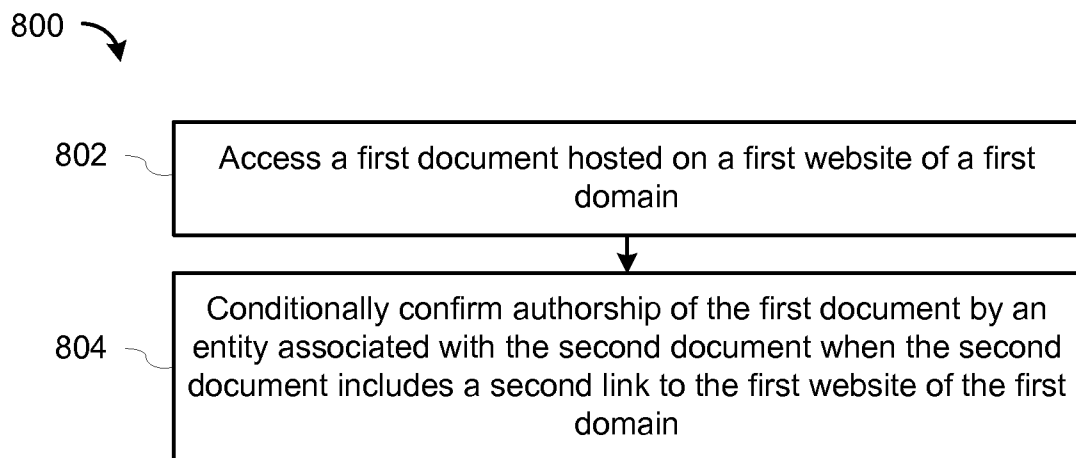 800
802
Access a first document hosted on a first website of a first
domain
804
Conditionally confirm authorship of the first document by an
entity associated with the second document when the second
document includes a second link to the first website of the first
domain